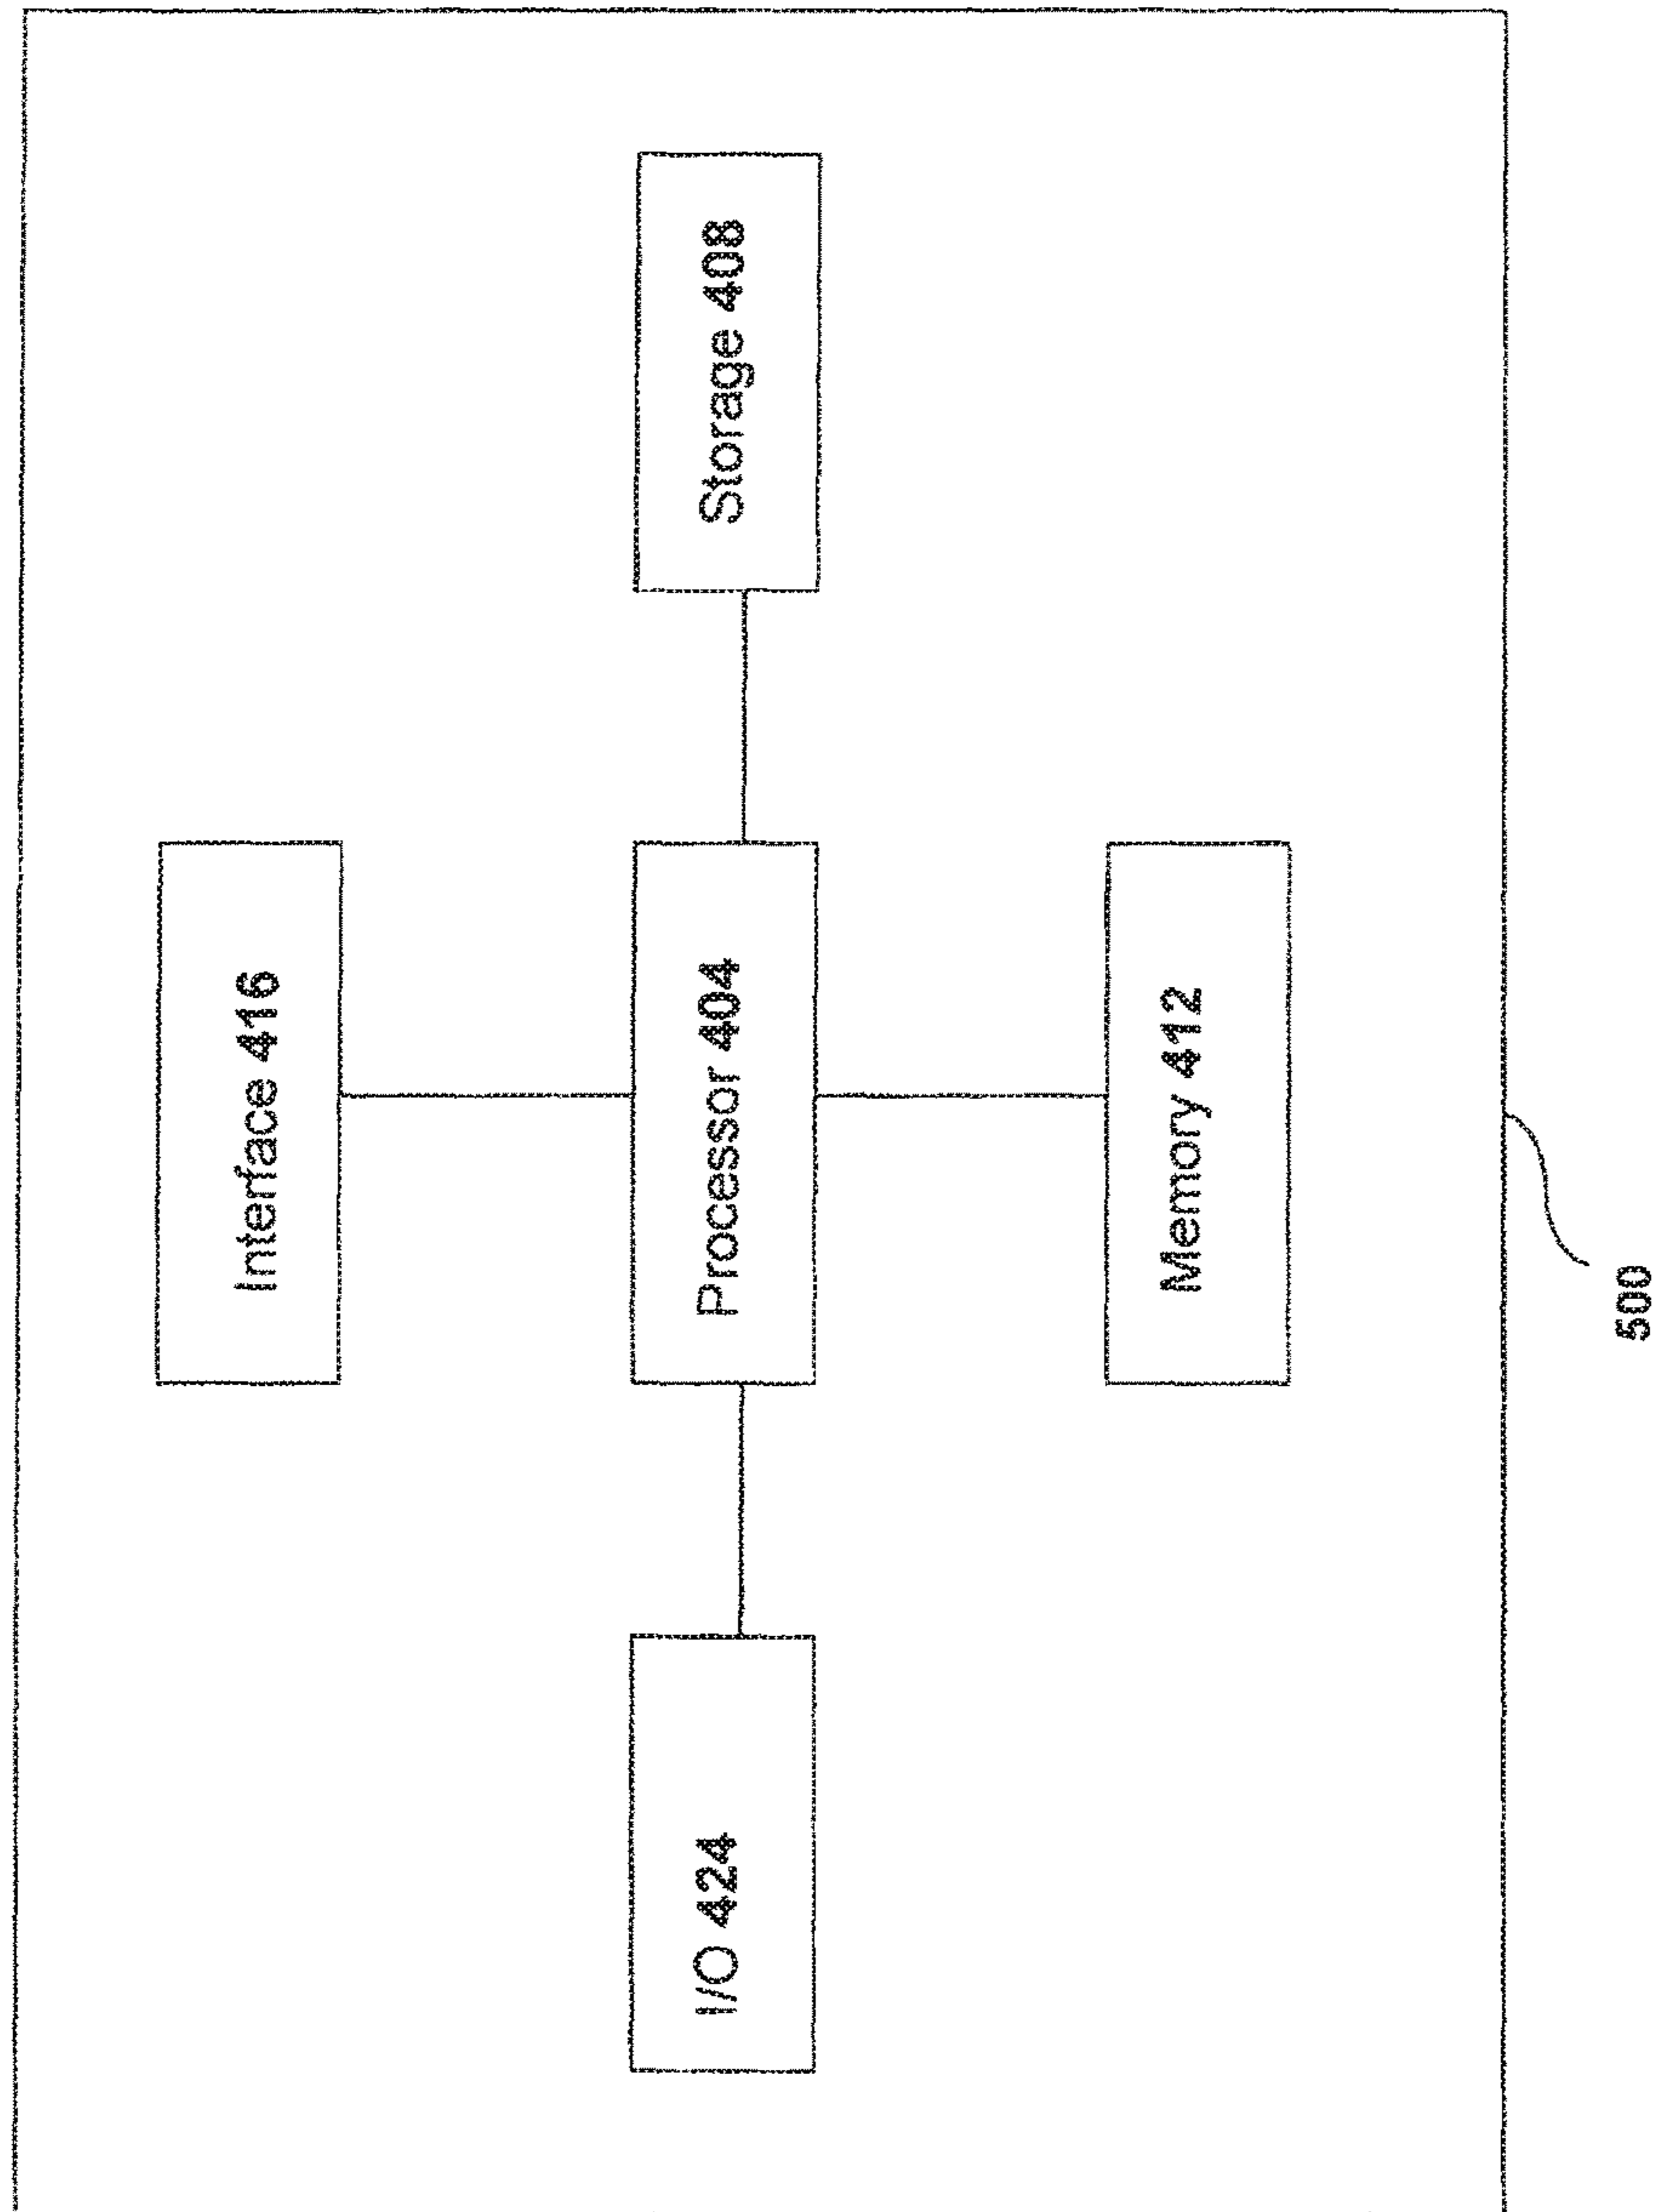 Interface 416
I/O 424
Processor 404
Storage 408
Memory 412
500